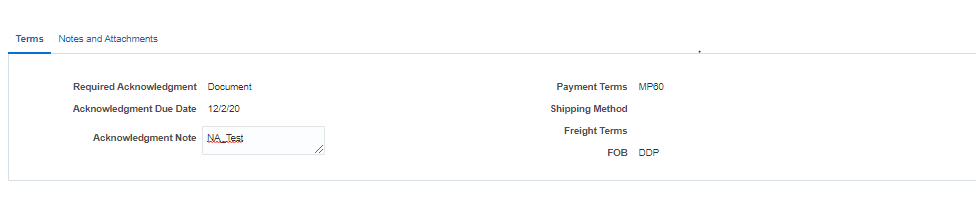 Terms Notes and Attachments
Required Acknowledgment Document
Acknowledgment Due Date 12/2/20
Acknowledgment Note NA_Test
Payment Terms MP60
Shipping Method
Freight Terms
FOB DDP